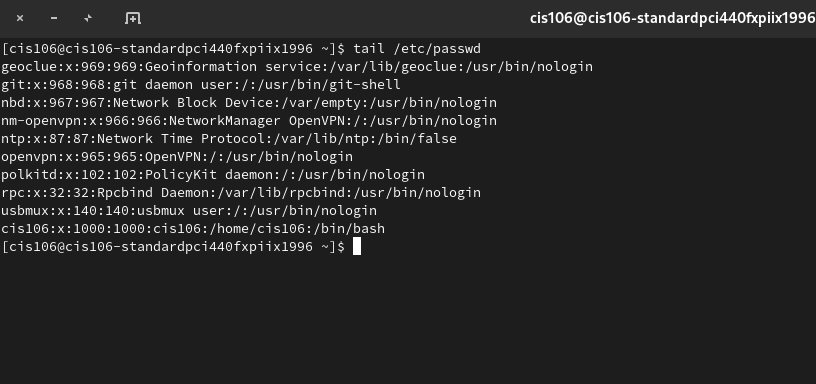 cis106@cis106-standardpci440fxpiix1996
[cis106@cis106-standardpci440fxpiix1996 ~]$ tail /etc/passwd
geoclue:x:969:969:Geoinformation service:/var/lib/geoclue:/usr/bin/nologin
git:x:968:968:git daemon user:/:/usr/bin/git-shell
nbd:x:967:967:Network Block Device:/var/empty:/usr/bin/nologin
nm-openvpn:x:966:966:NetworkManager OpenVPN:/:/usr/bin/nologin
ntp:x:87:87:Network Time Protocol:/var/lib/ntp:/bin/false
openvpn:x:965:965:OpenVPN:/:/usr/bin/nologin
polkitd:x:102:102:PolicyKit daemon:/:/usr/bin/nologin
rpc:x:32:32:Rpcbind Daemon:/var/lib/rpcbind:/usr/bin/nologin
usbmux:x:140:140:usbmux user:/:/usr/bin/nologin
cis106:x:1000:1000:cis106:/home/cis106:/bin/bash
[cis106@cis106-standardpci440fxpiix1996 ~]$